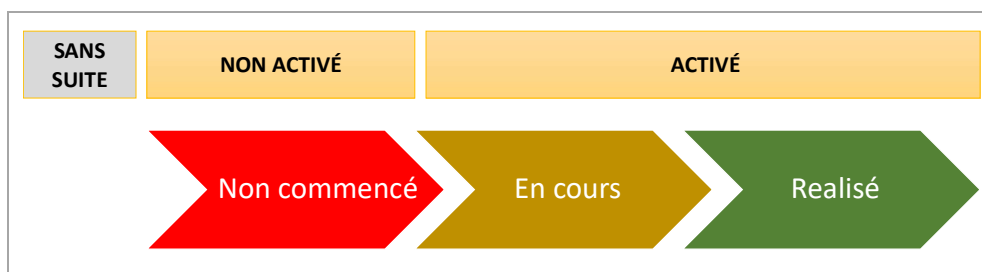 SANS
SUITE
NON ACTIVÉ
ACTIVÉ
Non commencé
En cours
Realisé